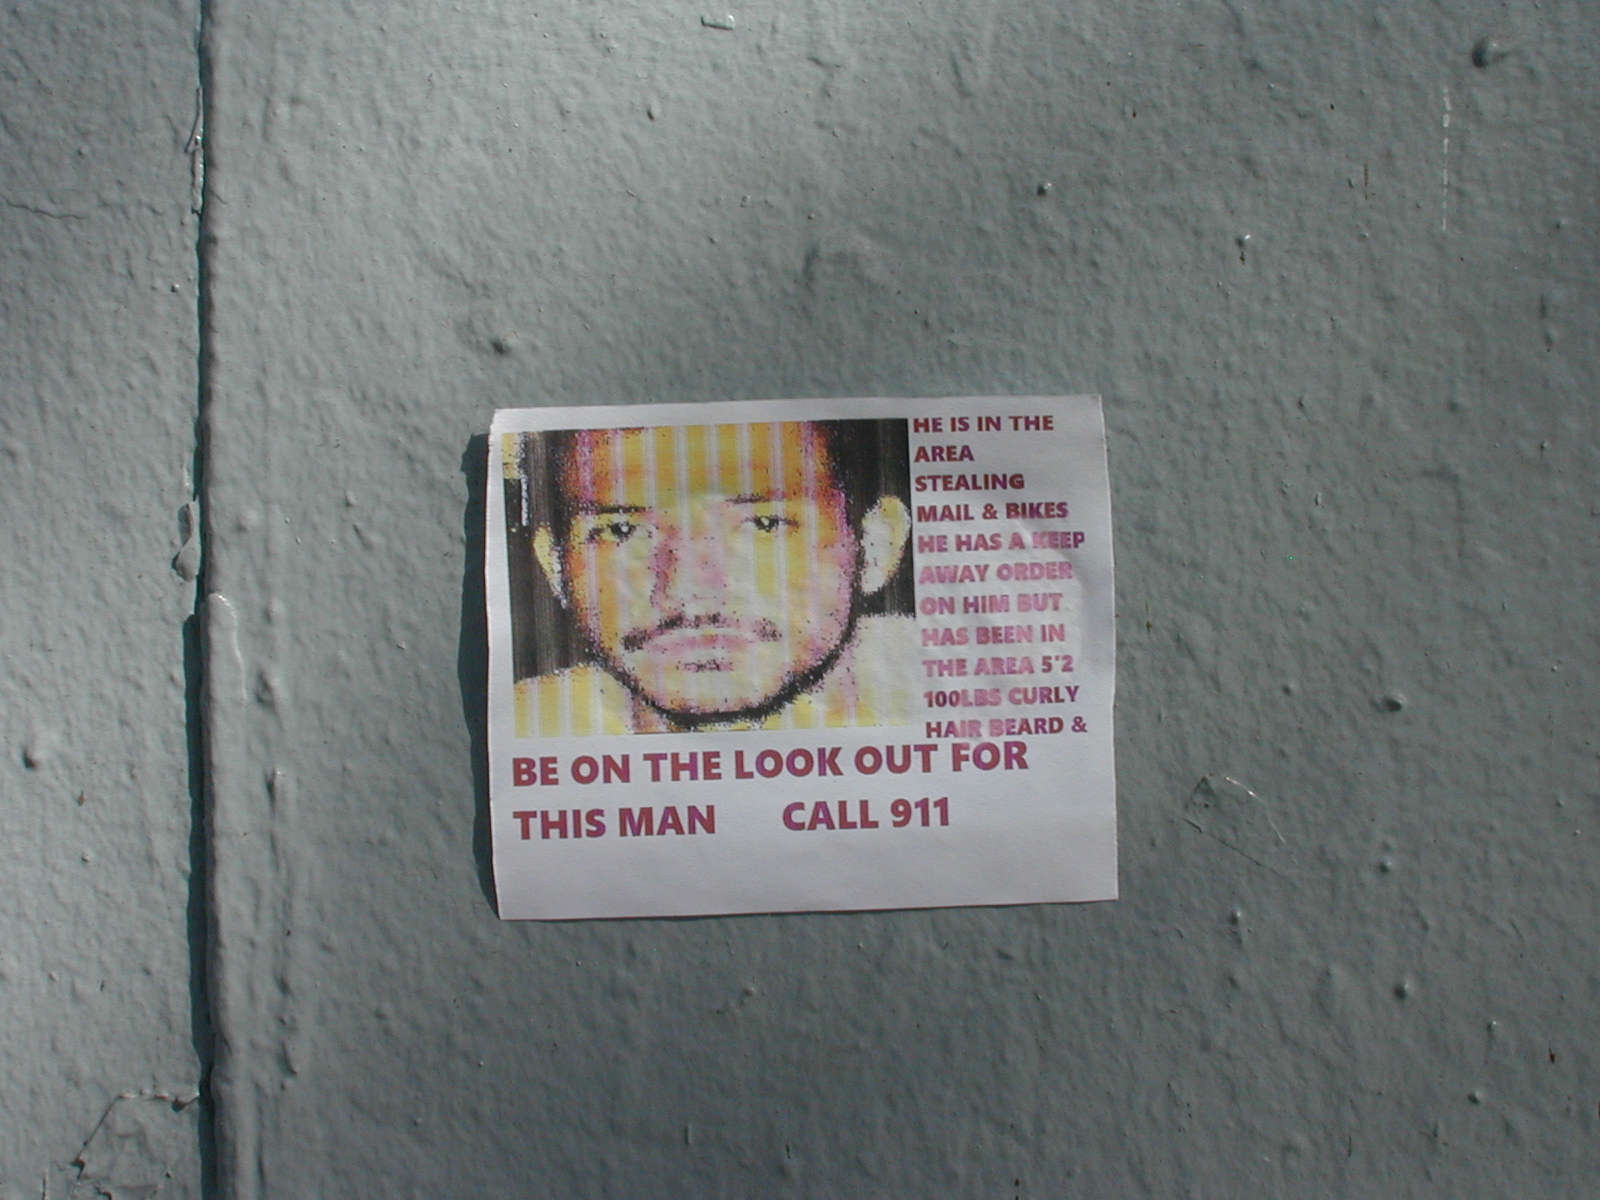 HE IS IN THE
AREA
STEALING
MAIL & BIKES
HE HAS A KEEP
AWAY ORDER
ON HIM BUT
HAS BEEN IN
THE AREA 5'2
100LBS CURLY
HAIR BEARD &
BE ON THE LOOK OUT FOR
THIS MAN CALL 911